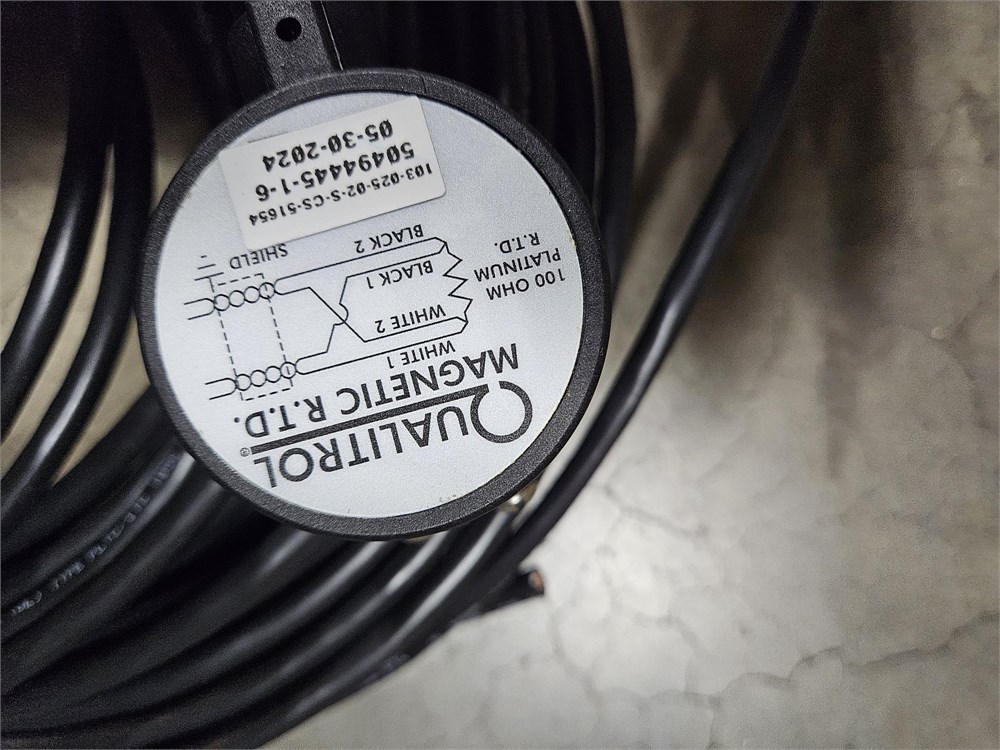 QUALITROL®
MAGNETIC R.T.D.
WHITE 1
WHITE 2
BLACK 1
BLACK 2
SHIELD
100 OHM
PLATINUM
R.T.D.
103-025-02-S-CS-51654
50494445-1-6
05-30-2024